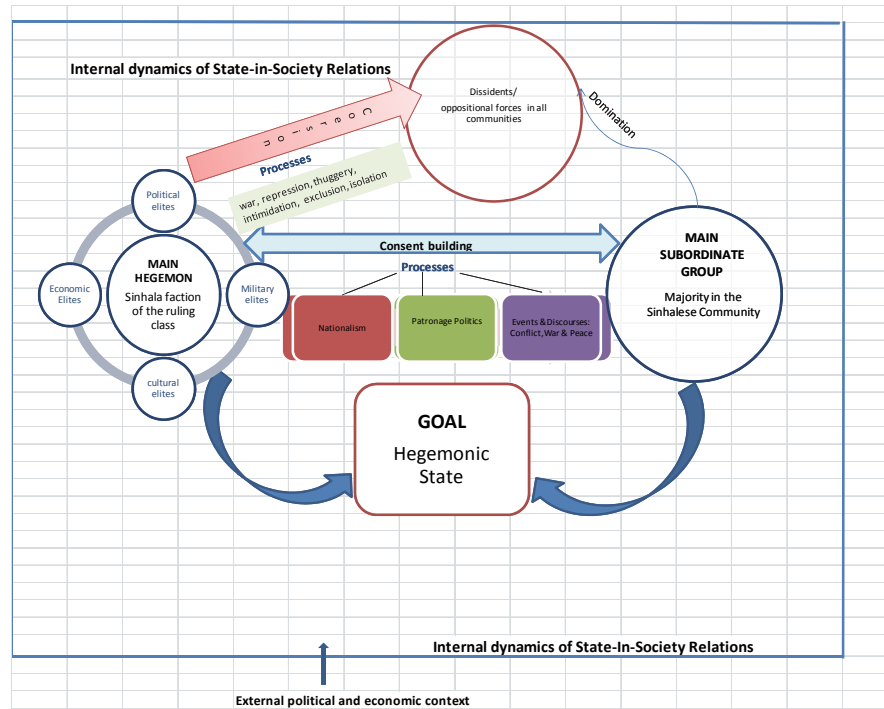 Internal dynamics of State-in-Society Relations
Dissidents/
oppositional forces in all
communities
Domination
Coersion
Processes
war, repression, thuggery,
intimidation, exclusion, isolation
Political
elites
Economic
Elites
MAIN
HEGEMON
Sinhala faction
of the ruling
class
Military
elites
cultural
elites
Consent building
Processes
Nationalism
Patronage Politics
Events & Discourses:
Conflict, War & Peace
MAIN
SUBORDINATE
GROUP
Majority in the
Sinhalese Community
GOAL
Hegemonic
State
Internal dynamics of State-In-Society Relations
External political and economic context